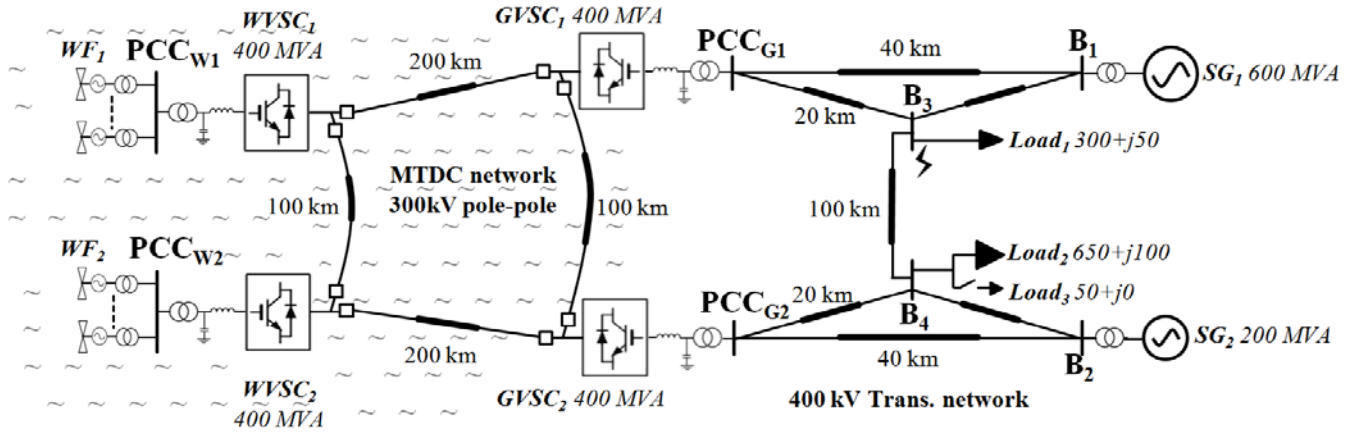 WVSC1
400 MVA
WF1
PCCW1
200 km
GVSC1 400 MVA
PCCG1
40 km
B1
SG1 600 MVA
20 km
B3
Load1 300+j50
MTDC network
300kV pole-pole
100 km
100 km
100 km
WF2
PCCW2
Load2 650+j100
Load3 50+j0
PCCG2
20 km
B4
40 km
B2
SG2 200 MVA
200 km
WVSC2
400 MVA
GVSC2 400 MVA
400 kV Trans. network